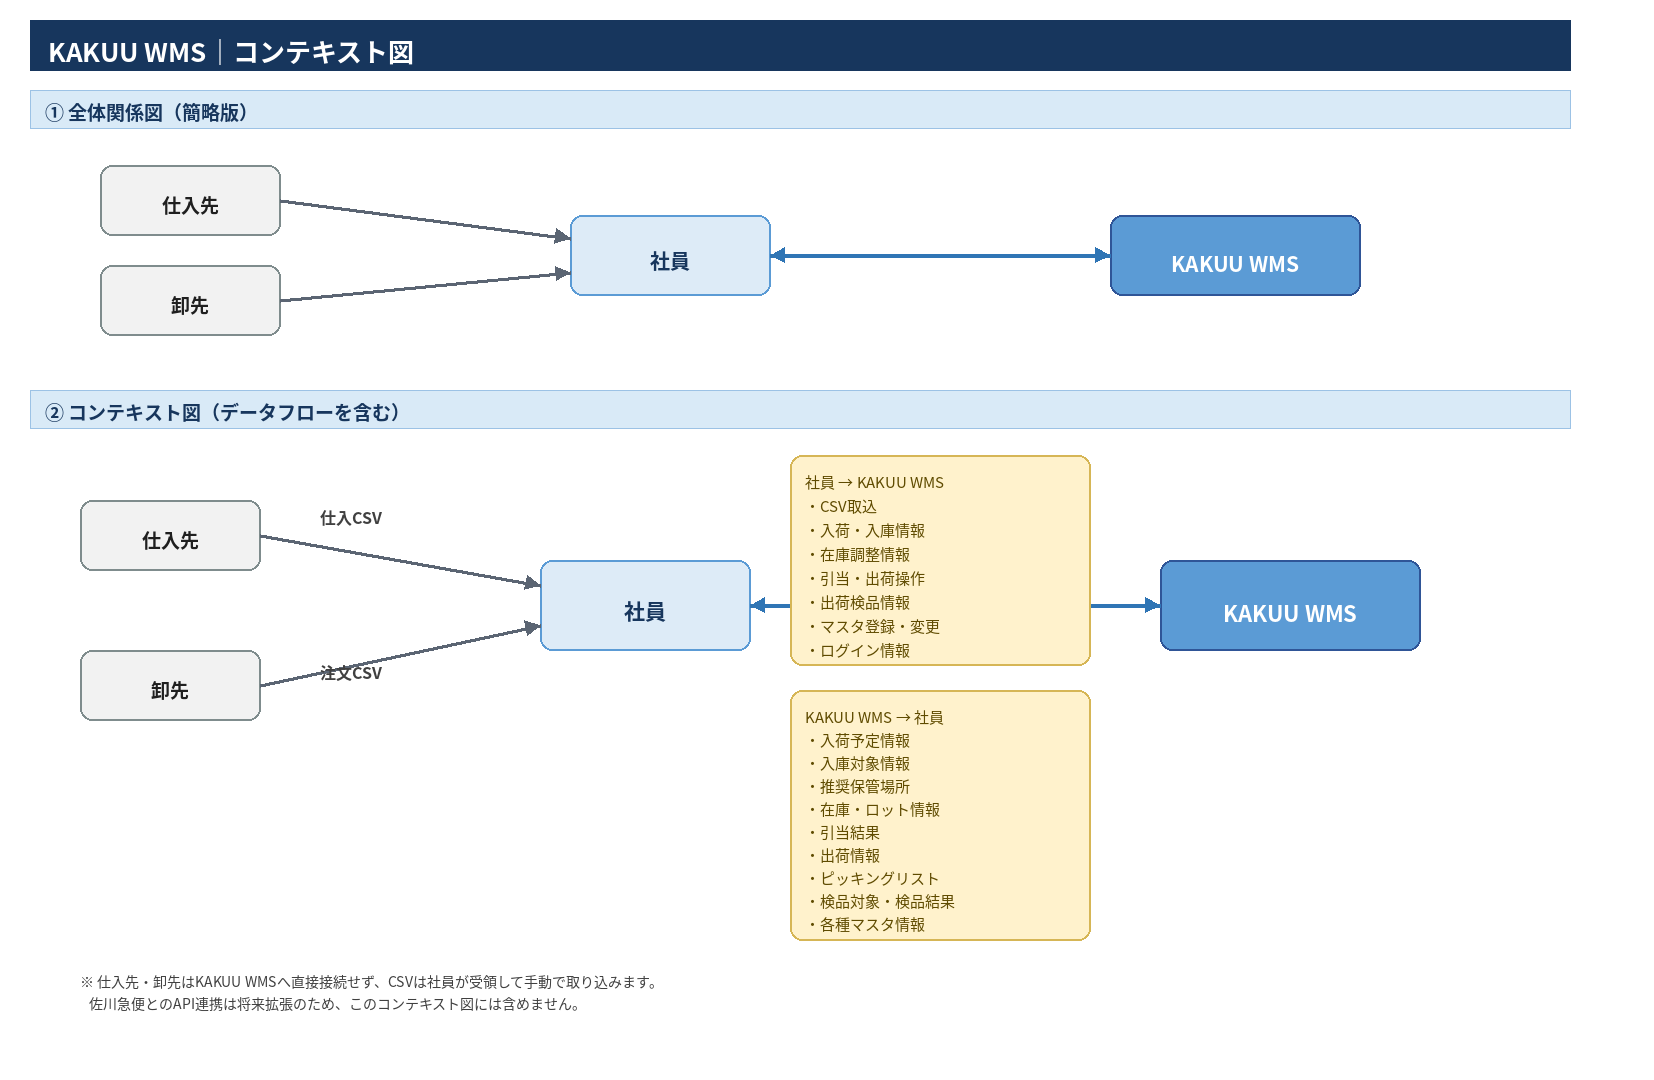 KAKUU WMS｜コンテキスト図
① 全体関係図（簡略版）
仕入先
卸先
社員
KAKUU WMS
② コンテキスト図（データフローを含む）
仕入先
仕入CSV
卸先
注文CSV
社員
社員 → KAKUU WMS
・CSV取込
・入荷・入庫情報
・在庫調整情報
・引当・出荷操作
・出荷検品情報
・マスタ登録・変更
・ログイン情報
KAKUU WMS
KAKUU WMS → 社員
・入荷予定情報
・入庫対象情報
・推奨保管場所
・在庫・ロット情報
・引当結果
・出荷情報
・ピッキングリスト
・検品対象・検品結果
・各種マスタ情報
※ 仕入先・卸先はKAKUU WMSへ直接接続せず、CSVは社員が受領して手動で取り込みます。
佐川急便とのAPI連携は将来拡張のため、このコンテキスト図には含めません。